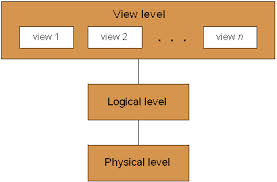 View level
view 1 view 2 . . . view n
Logical level
Physical level